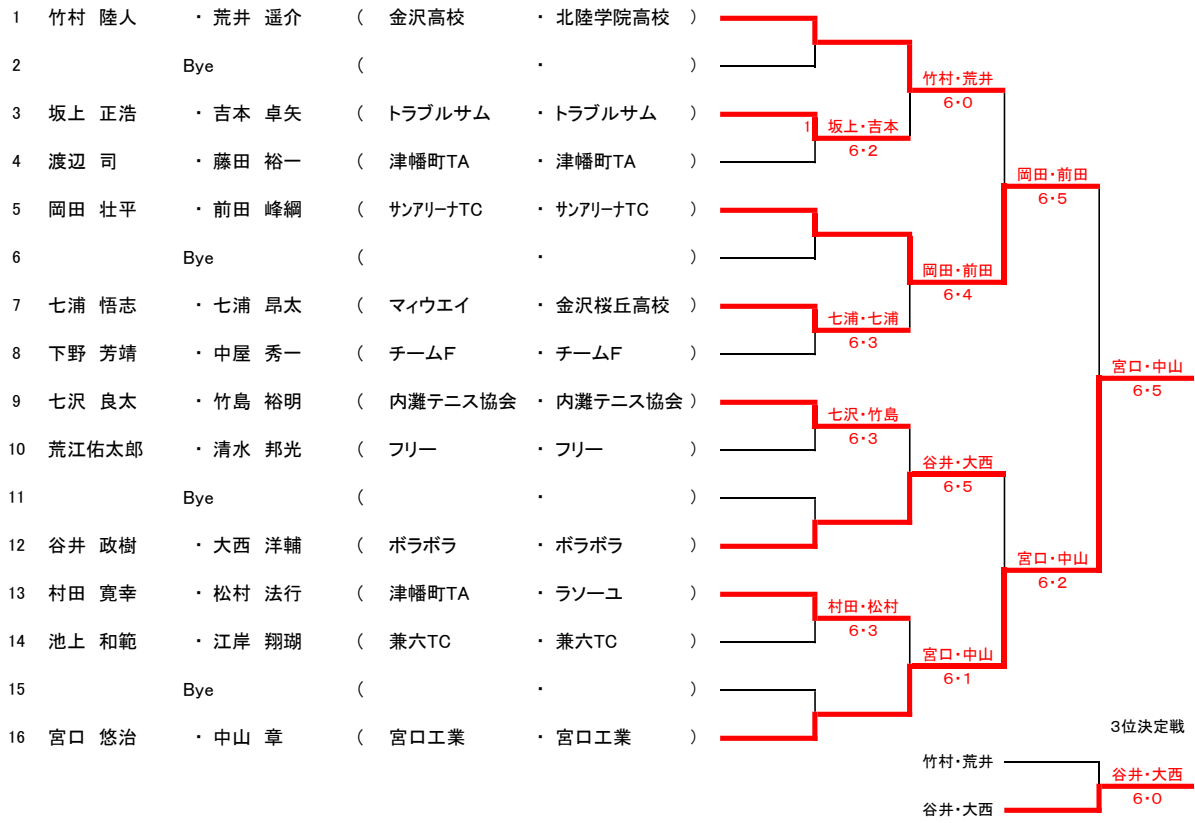 1 竹村 陸人 ・ 荒井 遥介 ( 金沢高校 ・ 北陸学院高校 )
2 Bye ( ・ )
竹村・荒井
6・0
3 坂上 正浩 ・ 吉本 卓矢 ( トラブルサム ・ トラブルサム )
1 坂上・吉本
6・2
4 渡辺 司 ・ 藤田 裕一 ( 津幡町TA ・ 津幡町TA )
岡田・前田
6・5
5 岡田 壮平 ・ 前田 峰綱 ( サンアリーナTC ・ サンアリーナTC )
6 Bye ( ・ )
岡田・前田
6・4
7 七浦 悟志 ・ 七浦 昂太 ( マィウエイ ・ 金沢桜丘高校 )
七浦・七浦
6・3
8 下野 芳靖 ・ 中屋 秀一 ( チームF ・ チームF )
宮口・中山
6・5
9 七沢 良太 ・ 竹島 裕明 ( 内灘テニス協会 ・ 内灘テニス協会 )
七沢・竹島
6・3
10 荒江佑太郎 ・ 清水 邦光 ( フリー ・ フリー )
谷井・大西
6・5
11 Bye ( ・ )
12 谷井 政樹 ・ 大西 洋輔 ( ボラボラ ・ ボラボラ )
宮口・中山
6・2
13 村田 寛幸 ・ 松村 法行 ( 津幡町TA ・ ラソーユ )
村田・松村
6・3
14 池上 和範 ・ 江岸 翔瑚 ( 兼六TC ・ 兼六TC )
宮口・中山
6・1
15 Bye ( ・ )
16 宮口 悠治 ・ 中山 章 ( 宮口工業 ・ 宮口工業 )
3位決定戦
竹村・荒井
谷井・大西
6・0
谷井・大西